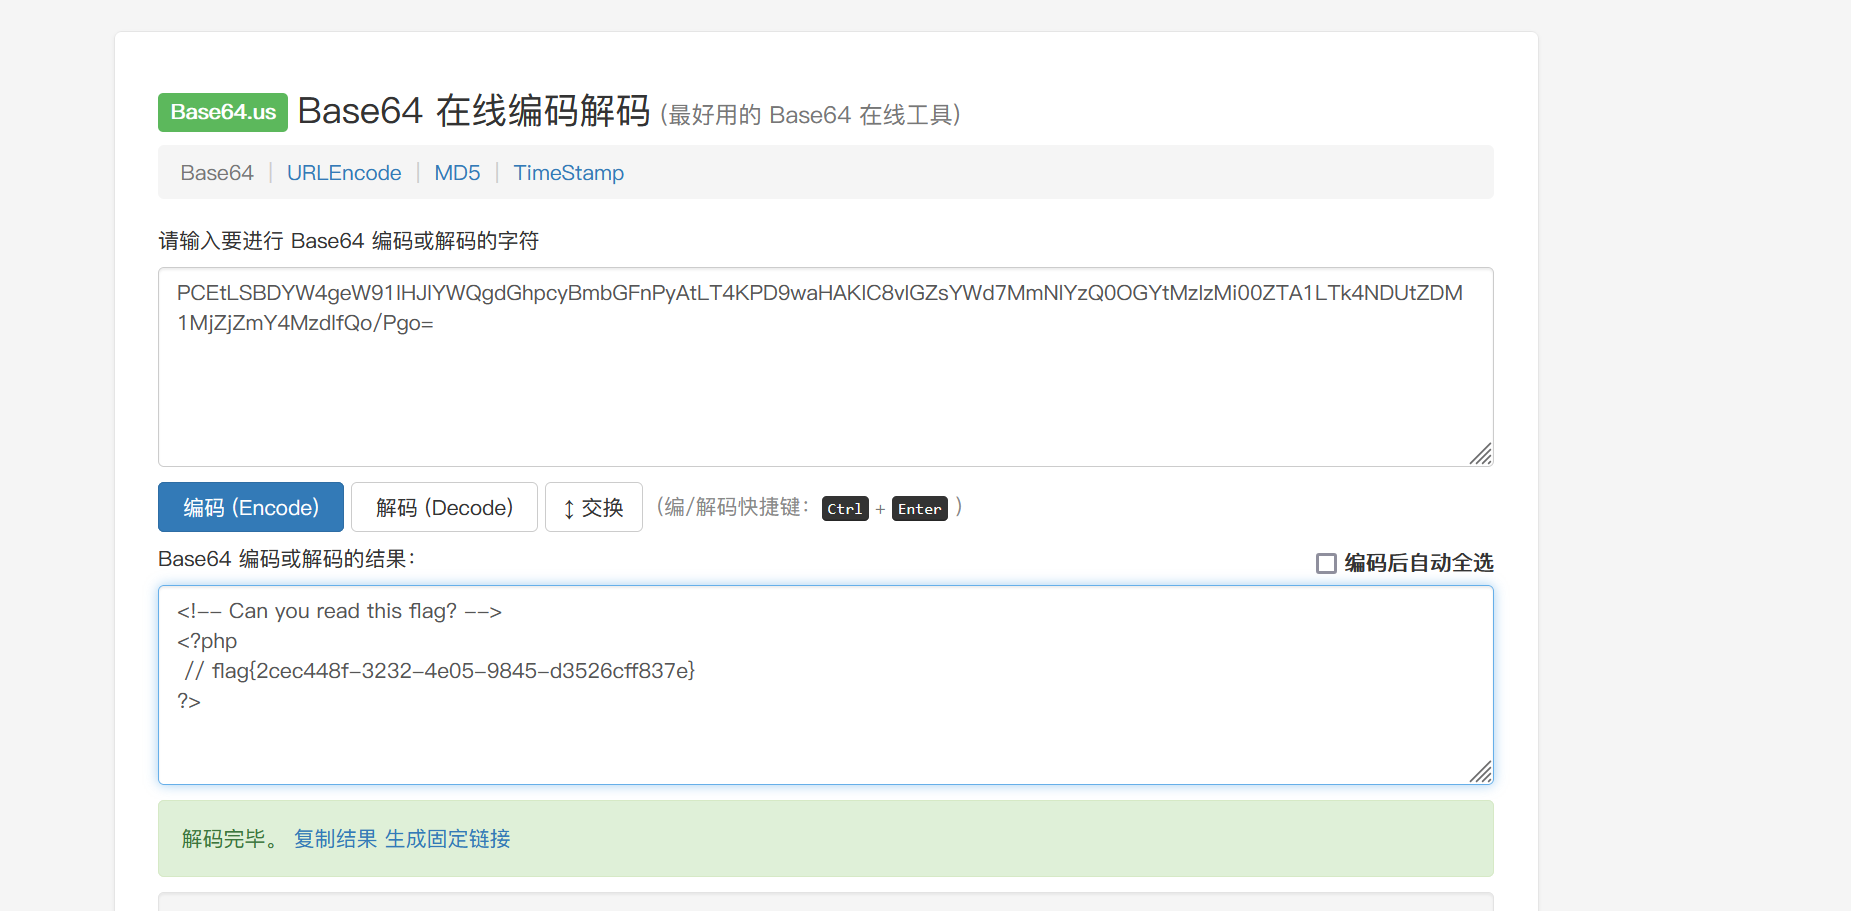 Base64.us Base64 在线编码解码 (最好用的 Base64 在线工具)
Base64 | URLEncode | MD5 | TimeStamp
请输入要进行 Base64 编码或解码的字符
PCEtLSBDYW4geW91IHJlYWQgdGhpcyBmbGFnPyAtLT4KPD9waHAKIC8vIGZsYWd7MmNlYzQ0OGYtMzIzMi00ZTA1LTk4NDUtZDM
1MjZjZmY4MzdlfQo/Pgo=
编码 (Encode) 解码 (Decode) ↕ 交换 (编/解码快捷键： Ctrl + Enter )
Base64 编码或解码的结果：
编码后自动全选
<!-- Can you read this flag? -->
<?php
// flag{2cec448f-3232-4e05-9845-d3526cff837e}
?>
解码完毕。 复制结果 生成固定链接